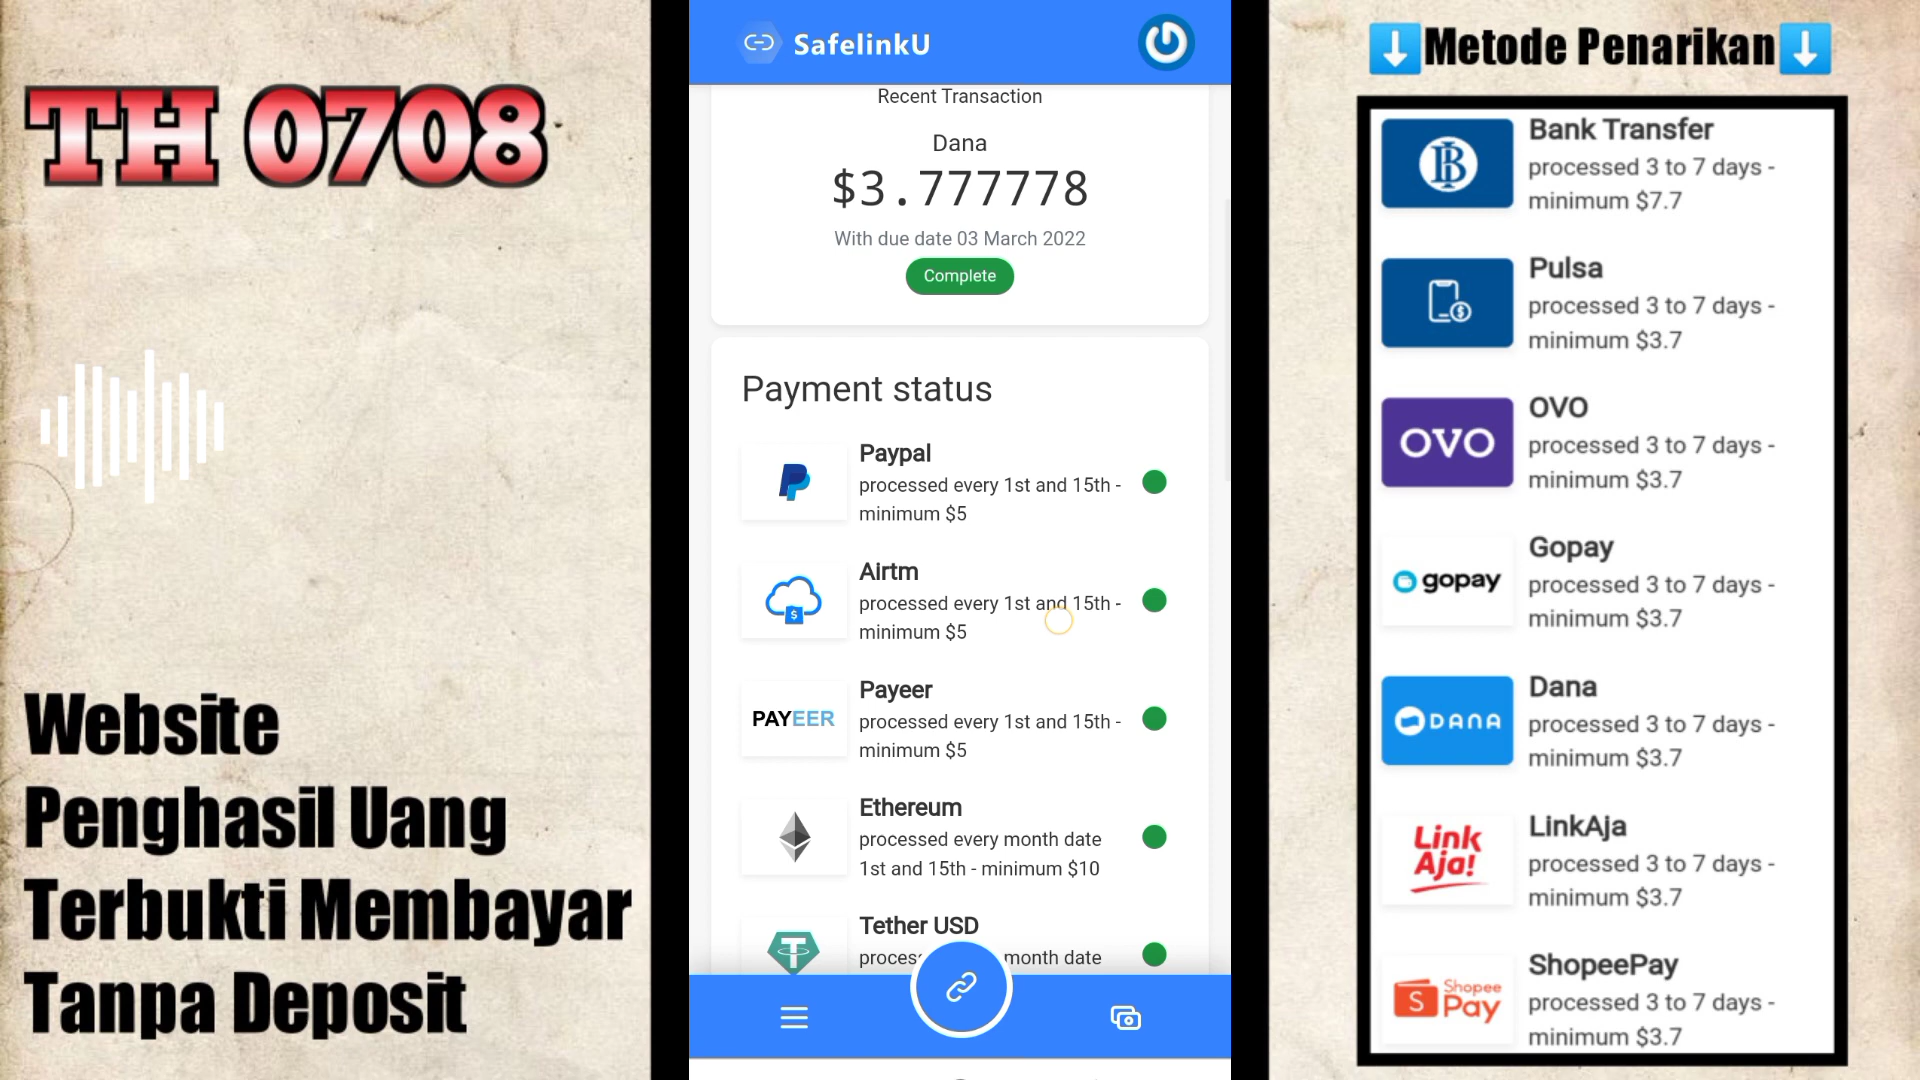 TH 0708
Website
Penghasil Uang
Terbukti Membayar
Tanpa Deposit
SafelinkU
Recent Transaction
Dana
$3.777778
With due date 03 March 2022
Complete
Payment status
Paypal
processed every 1st and 15th -
minimum $5
Airtm
processed every 1st and 15th -
minimum $5
PAYEER
Payeer
processed every 1st and 15th -
minimum $5
Ethereum
processed every month date
1st and 15th - minimum $10
Tether USD
month date
Metode Penarikan
Bank Transfer
processed 3 to 7 days -
minimum $7.7
Pulsa
processed 3 to 7 days -
minimum $3.7
OVO
OVO
processed 3 to 7 days -
minimum $3.7
gopay
Gopay
processed 3 to 7 days -
minimum $3.7
DANA
Dana
processed 3 to 7 days -
minimum $3.7
Link
Aja!
LinkAja
processed 3 to 7 days -
minimum $3.7
Shopee
Pay
ShopeePay
processed 3 to 7 days -
minimum $3.7